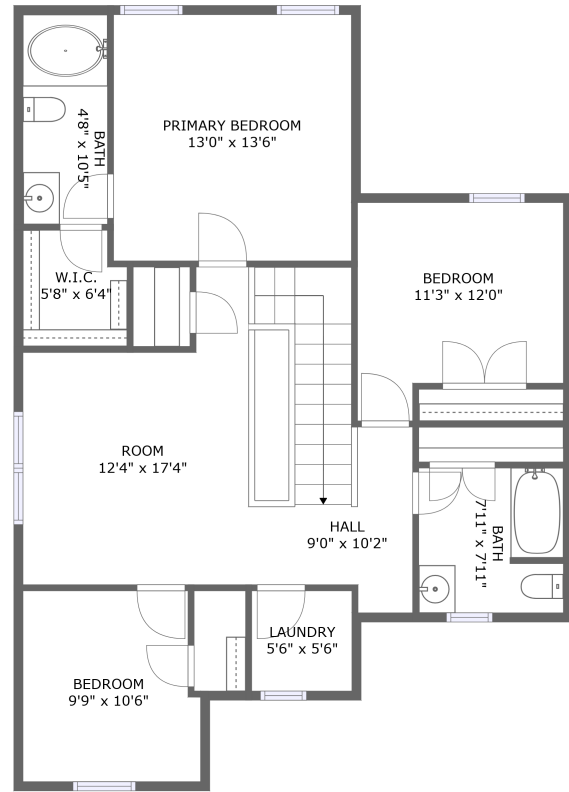 PRIMARY BEDROOM
13'0" x 13'6"
BATH
4'8" x 10'5"
W.I.C.
5'8" x 6'4"
BEDROOM
11'3" x 12'0"
ROOM
12'4" x 17'4"
HALL
9'0" x 10'2"
BATH
7'11" x 7'11"
LAUNDRY
5'6" x 5'6"
BEDROOM
9'9" x 10'6"